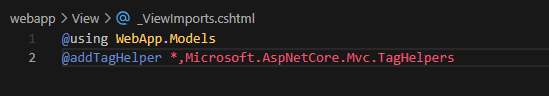 webapp > View > @ _ViewImports.cshtml
1 @using WebApp.Models
2 @addTagHelper *,Microsoft.AspNetCore.Mvc.TagHelpers